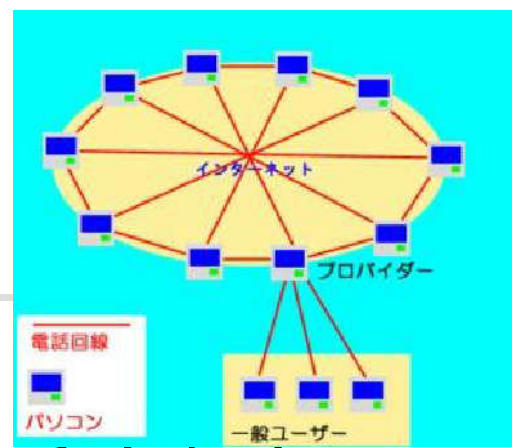 インターネット
プロバイダー
電話回線
パソコン
一般ユーザー